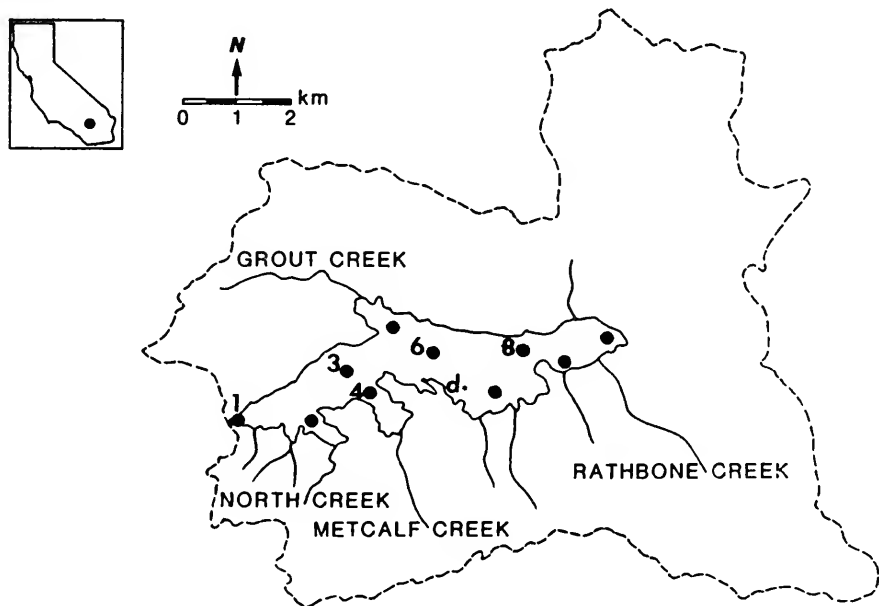 N
km
0 1 2
GROUT CREEK
6
8
3
4
d.
1
RATHBONE CREEK
NORTH CREEK
METCALF CREEK